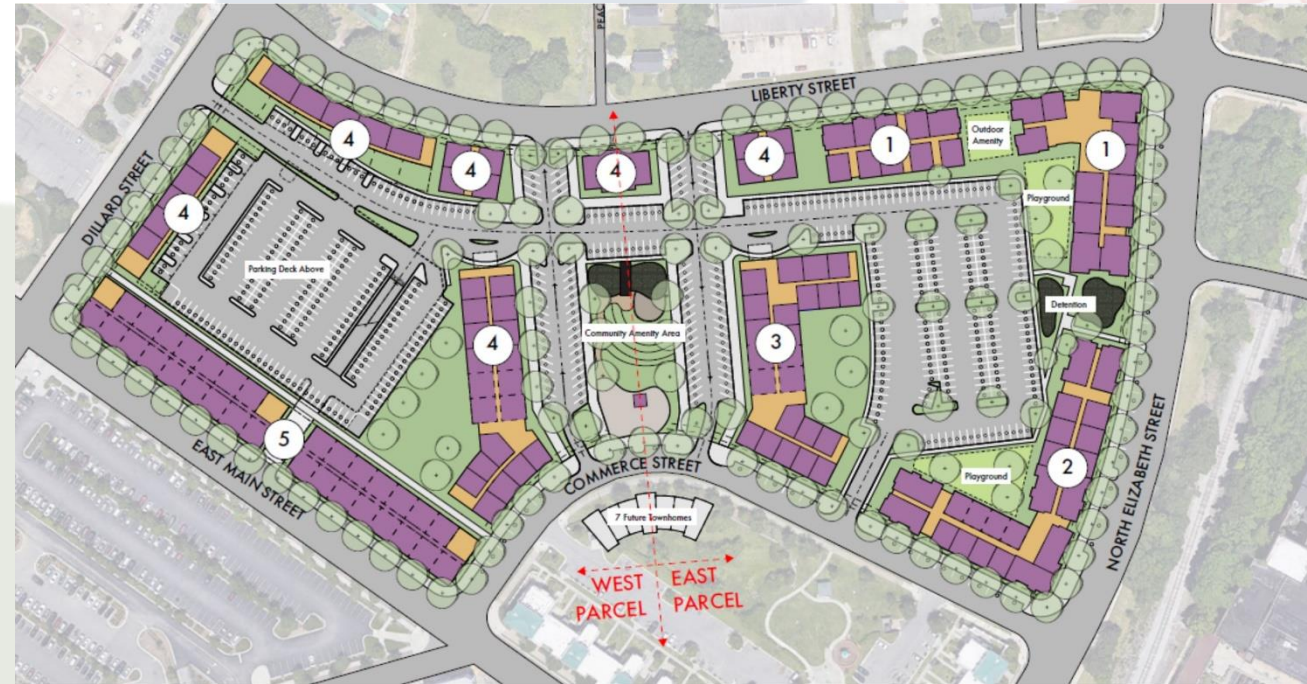 PEAC
LIBERTY STREET
4
4
4
4
1
Outdoor
Amenity
1
DILLARD STREET
4
Playground
Parking Deck Above
4
Community Amenity Area
3
Detention
5
EAST MAIN STREET
COMMERCE STREET
Playground
2
NORTH ELIZABETH STREET
7 Future Townhomes
WEST
PARCEL
EAST
PARCEL